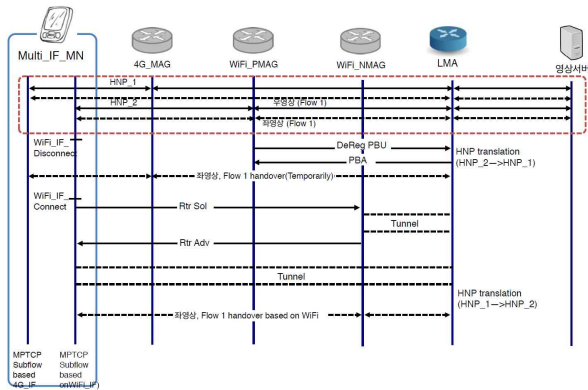 Multi_IF_MN
4G_MAG
WiFi_PMAG
WiFi_NMAG
LMA
영상서버
HNP_1
HNP_2
우영상 (Flow 1)
좌영상 (Flow 1)
WiFi_IF_
Disconnect
DeReg PBU
PBA
HNP translation
(HNP_2—>HNP_1)
좌영상, Flow 1 handover(Temporarily)
WiFi_IF_
Connect
Rtr Sol
Tunnel
Rtr Adv
Tunnel
HNP translation
(HNP_1—>HNP_2)
좌영상, Flow 1 handover based on WiFi
MPTCP
Subflow
based
4G_IF
MPTCP
Subflow
based
onWiFi_IF)